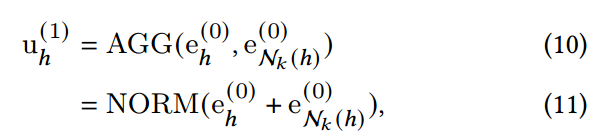 u_h^{(1)} = AGG(e_h^{(0)}, e_{𝒩_k(h)}^{(0)}) (10)
= NORM(e_h^{(0)} + e_{𝒩_k(h)}^{(0)}), (11)